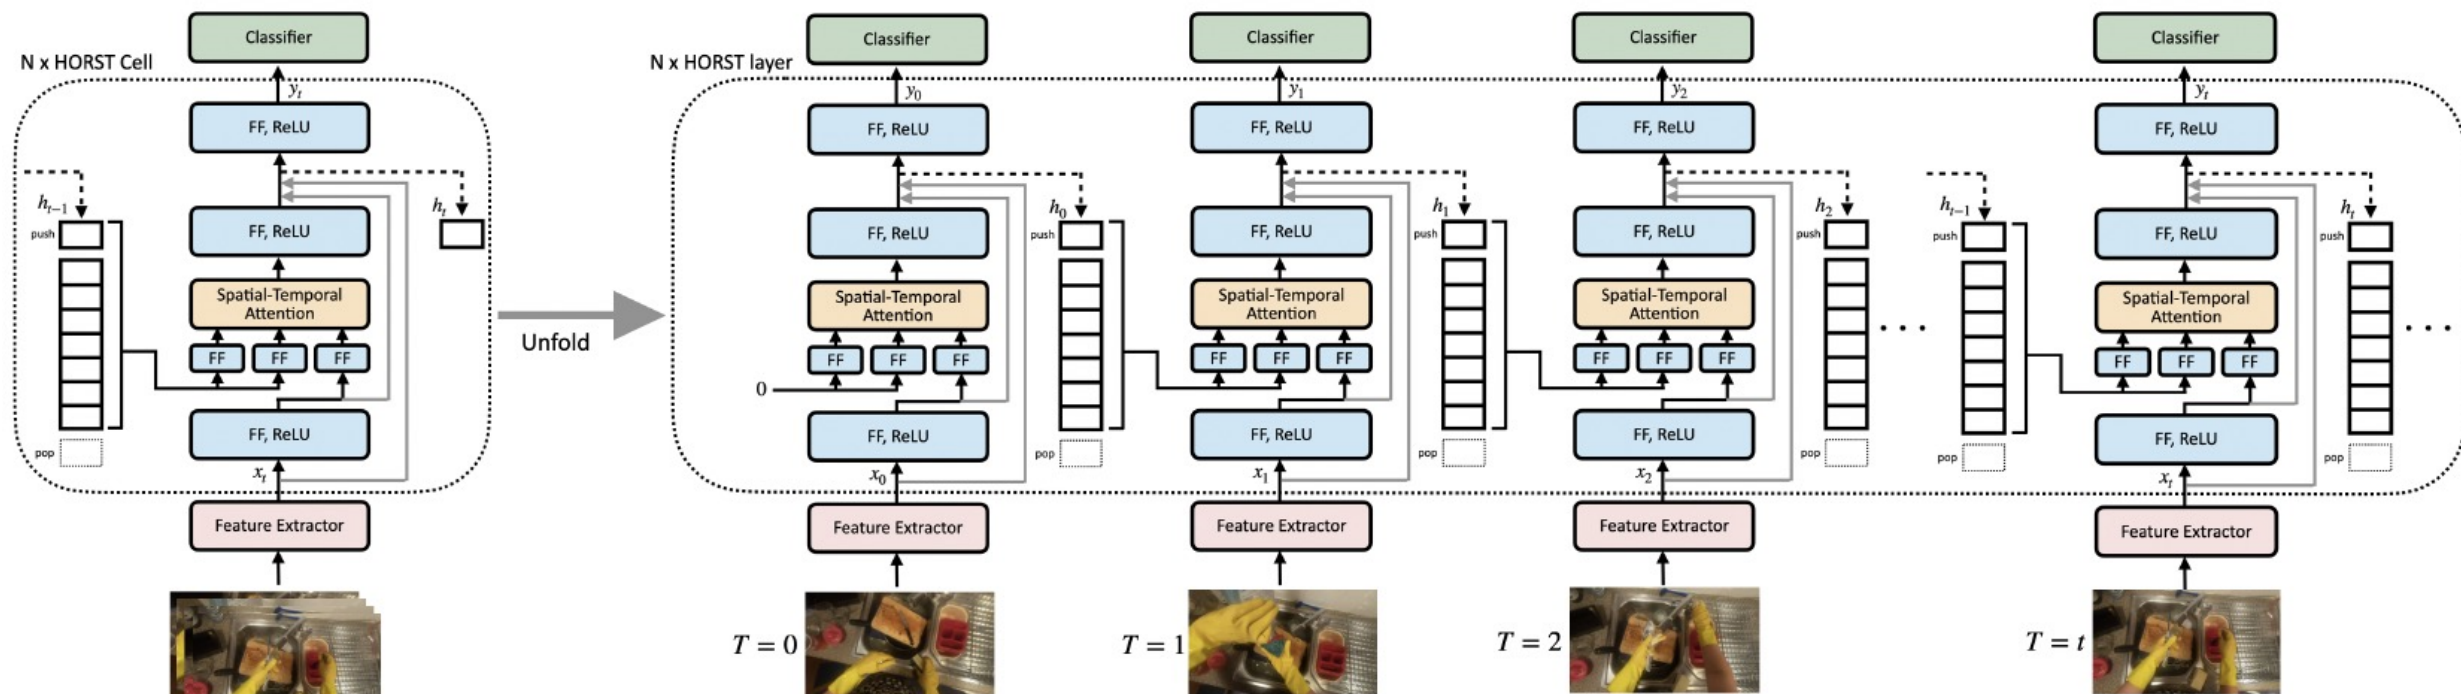 N x HORST Cell
Classifier
y_t
FF, ReLU
h_{t-1}
push
h_t
FF, ReLU
Spatial-Temporal
Attention
FF FF FF
FF, ReLU
pop
x_t
Feature Extractor
Unfold
N x HORST layer
Classifier
y_0
FF, ReLU
h_0
push
FF, ReLU
Spatial-Temporal
Attention
FF FF FF
0
FF, ReLU
pop
x_0
Feature Extractor
T = 0
Classifier
y_1
FF, ReLU
h_1
push
FF, ReLU
Spatial-Temporal
Attention
FF FF FF
FF, ReLU
pop
x_1
Feature Extractor
T = 1
Classifier
y_2
FF, ReLU
h_2
push
FF, ReLU
Spatial-Temporal
Attention
FF FF FF
FF, ReLU
pop
x_2
Feature Extractor
T = 2
. . .
Classifier
y_t
FF, ReLU
h_{t-1}
push
h_t
push
FF, ReLU
Spatial-Temporal
Attention
FF FF FF
FF, ReLU
pop
pop
x_t
Feature Extractor
T = t
. . .